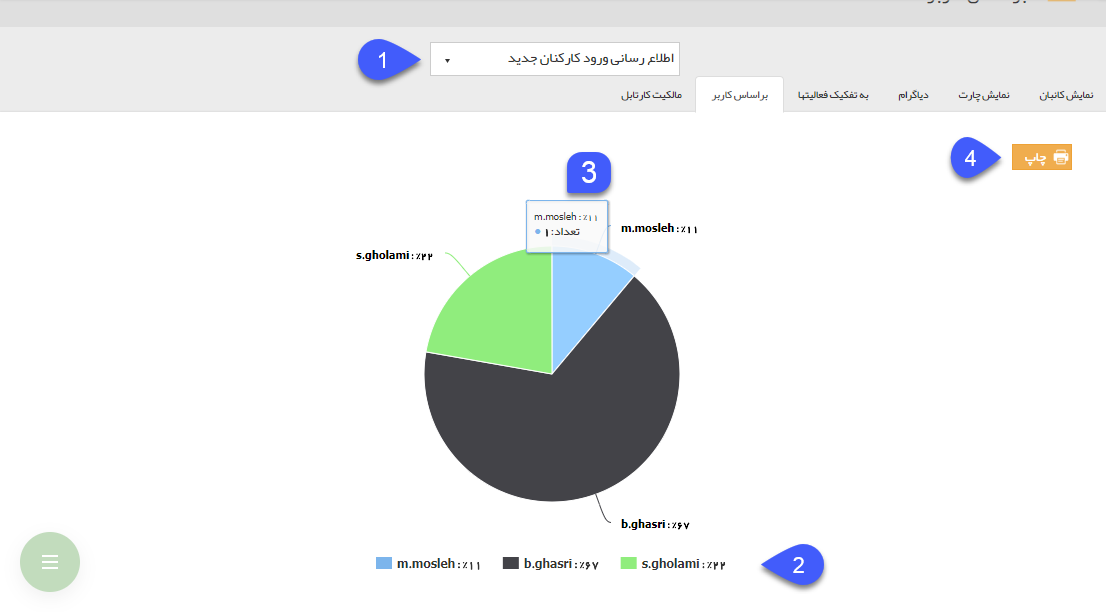 1
اطلاع رسانی ورود کارکنان جدید
نمایش کانبان
نمایش چارت
دیاگرام
به تفکیک فعالیتها
براساس کاربر
مالکیت کارتابل
4
چاپ
3
m.mosleh : ٪۱۱
تعداد: ۱
m.mosleh : ٪۱۱
s.gholami : ٪۲۲
b.ghasri : ٪۶۷
m.mosleh : ٪۱۱
b.ghasri : ٪۶۷
s.gholami : ٪۲۲
2